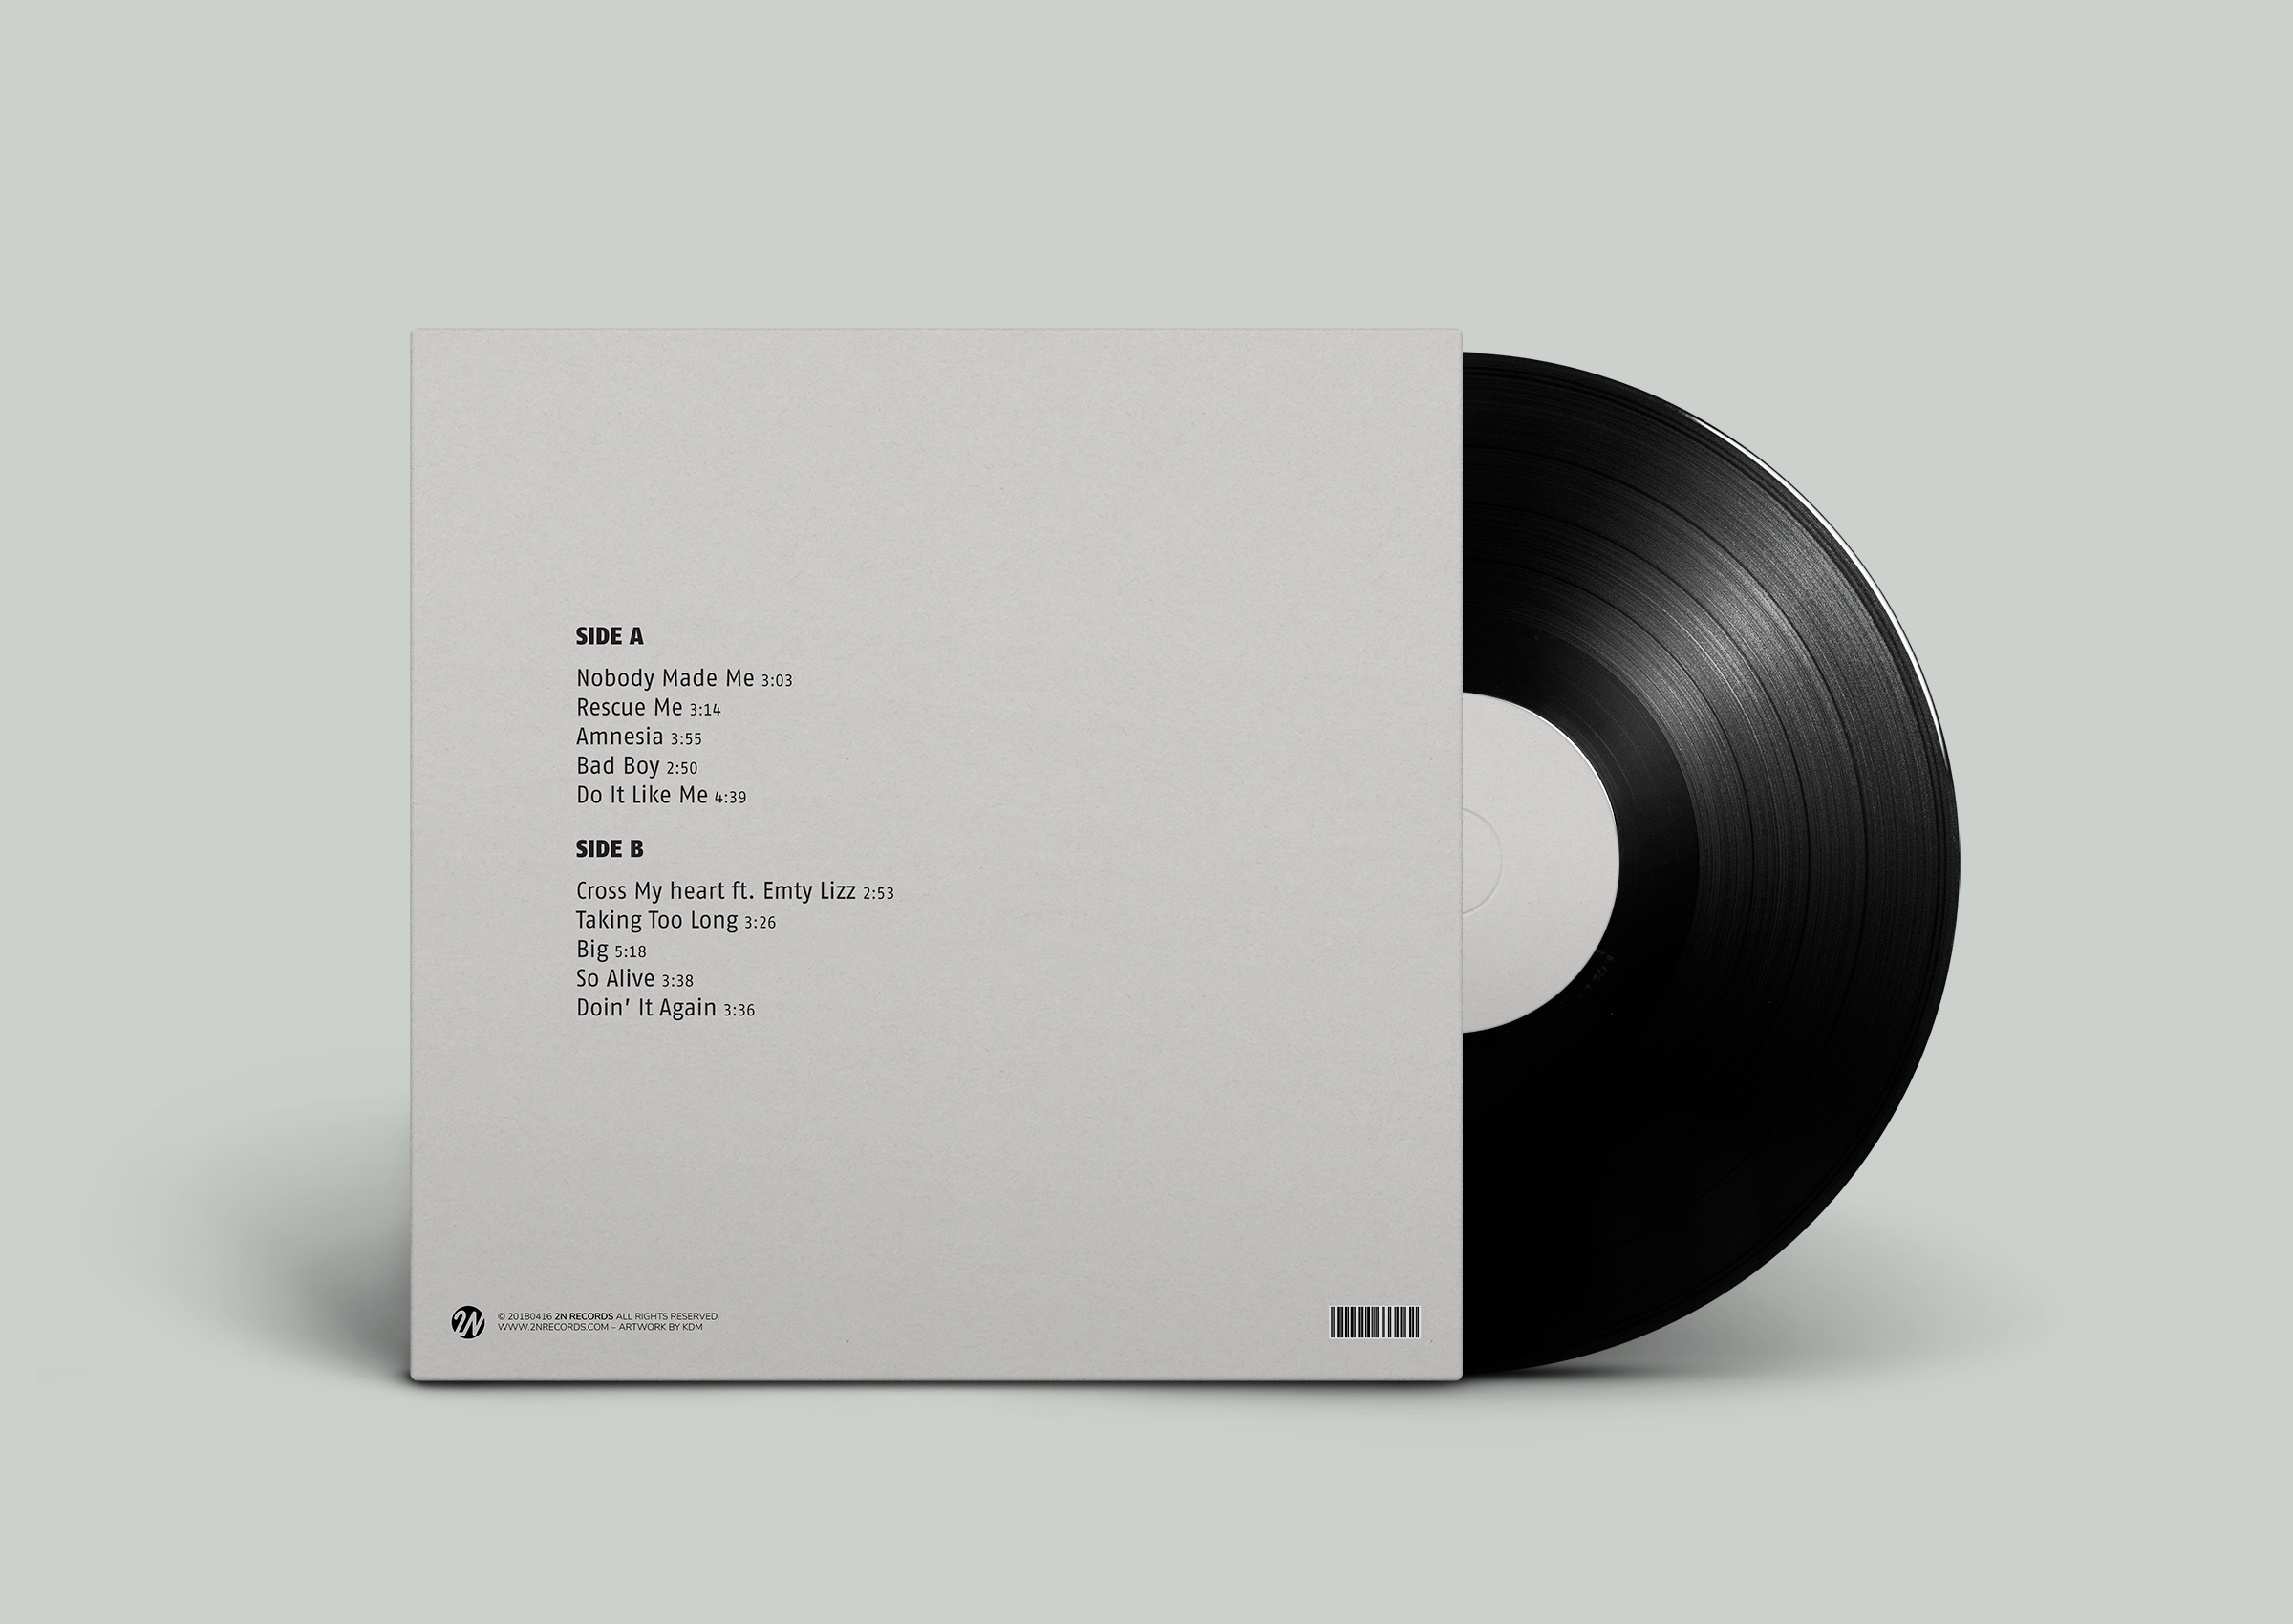 SIDE A
Nobody Made Me 3:03
Rescue Me 3:14
Amnesia 3:55
Bad Boy 2:50
Do It Like Me 4:39
SIDE B
Cross My heart ft. Emty Lizz 2:53
Taking Too Long 3:26
Big 5:18
So Alive 3:38
Doin' It Again 3:36
2N
© 20180416 2N RECORDS ALL RIGHTS RESERVED.
WWW.2NRECORDS.COM – ARTWORK BY KDM